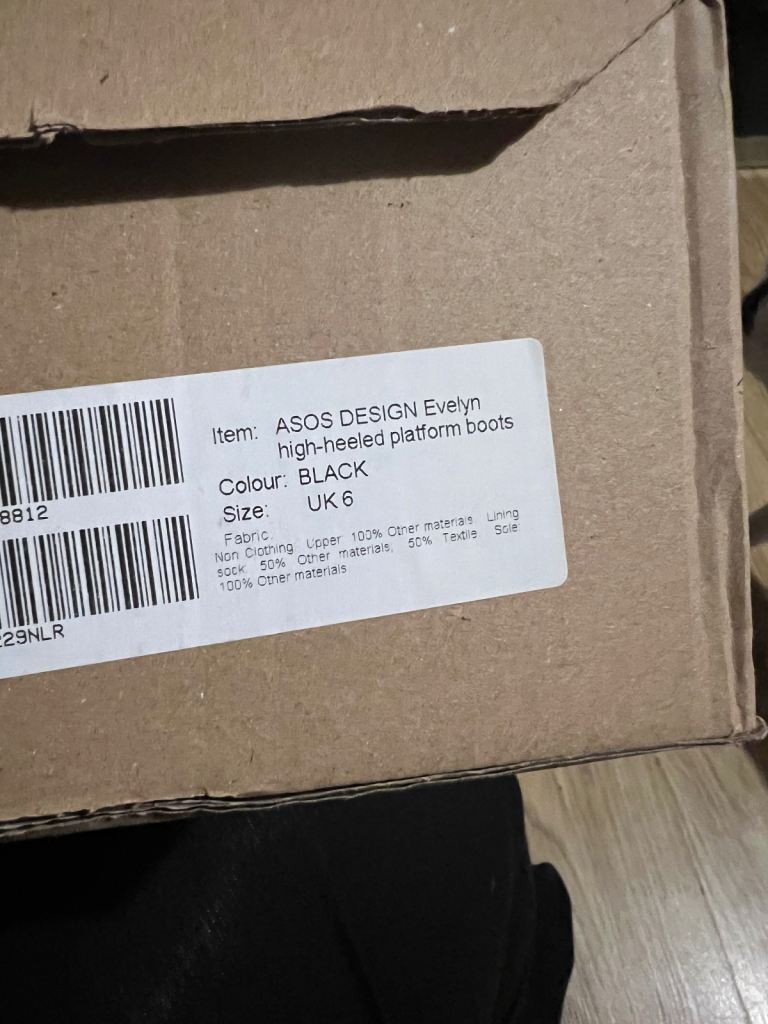 8812
229NLR
Item: ASOS DESIGN Evelyn
high-heeled platform boots
Colour: BLACK
Size: UK 6
Fabric:
Non Clothing Upper 100% Other materials Lining
sock: 50% Other materials, 50% Textile Sole:
100% Other materials